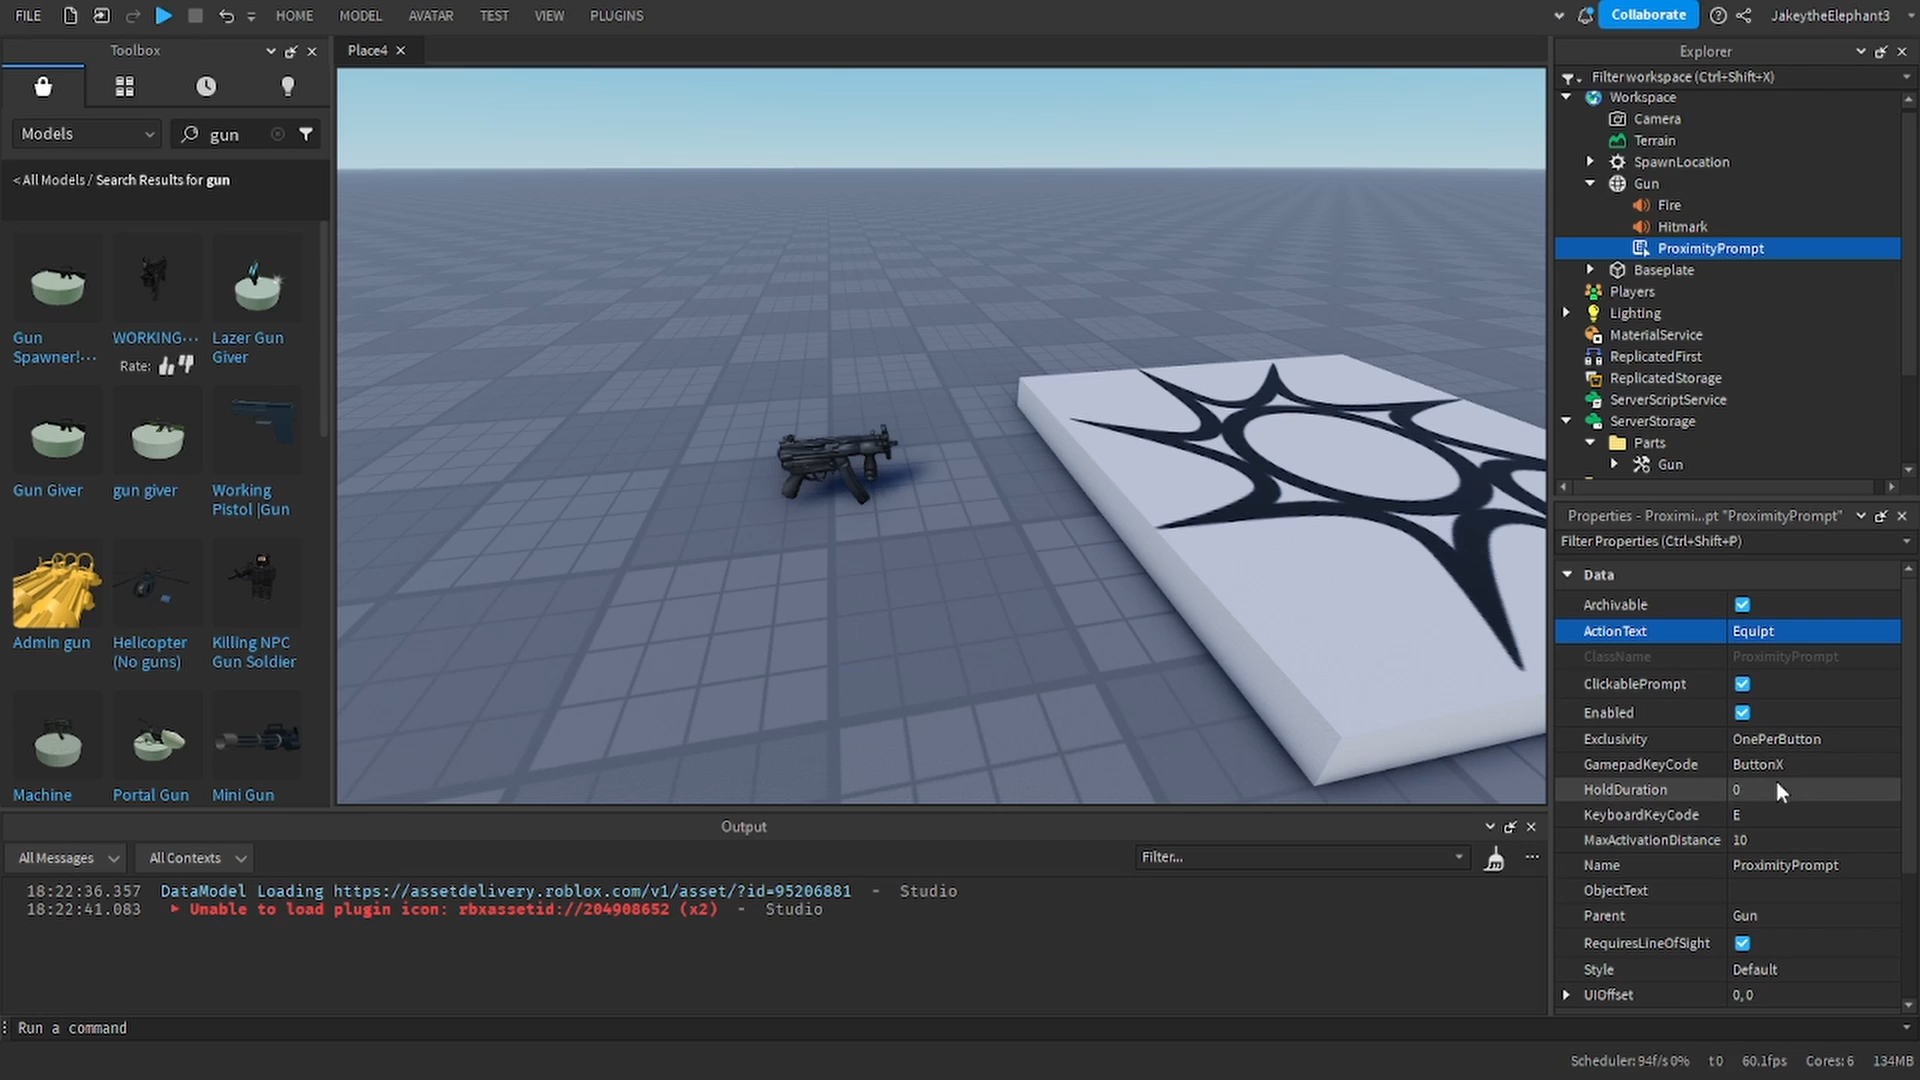 FILE HOME MODEL AVATAR TEST VIEW PLUGINS Collaborate JakeytheElephant3
Toolbox
Models gun
< All Models / Search Results for gun
Gun Spawner!... WORKING... Lazer Gun Giver
Rate:
Gun Giver gun giver Working Pistol |Gun
Admin gun Helicopter (No guns) Killing NPC Gun Soldier
Machine Portal Gun Mini Gun
Place4
Explorer
Filter workspace (Ctrl+Shift+X)
Workspace
Camera
Terrain
SpawnLocation
Gun
Fire
Hitmark
ProximityPrompt
Baseplate
Players
Lighting
MaterialService
ReplicatedFirst
ReplicatedStorage
ServerScriptService
ServerStorage
Parts
Gun
Properties - Proximi...pt "ProximityPrompt"
Filter Properties (Ctrl+Shift+P)
Data
Archivable
ActionText Equipt
ClassName ProximityPrompt
ClickablePrompt
Enabled
Exclusivity OnePerButton
GamepadKeyCode ButtonX
HoldDuration 0
KeyboardKeyCode E
MaxActivationDistance 10
Name ProximityPrompt
ObjectText
Parent Gun
RequiresLineOfSight
Style Default
UIOffset 0, 0
Output
All Messages All Contexts Filter...
18:22:36.357 DataModel Loading https://assetdelivery.roblox.com/v1/asset/?id=95206881 - Studio
18:22:41.083 Unable to load plugin icon: rbxassetid://204908652 (x2) - Studio
Run a command
Scheduler: 94f/s 0% t0 60.1fps Cores: 6 134MB